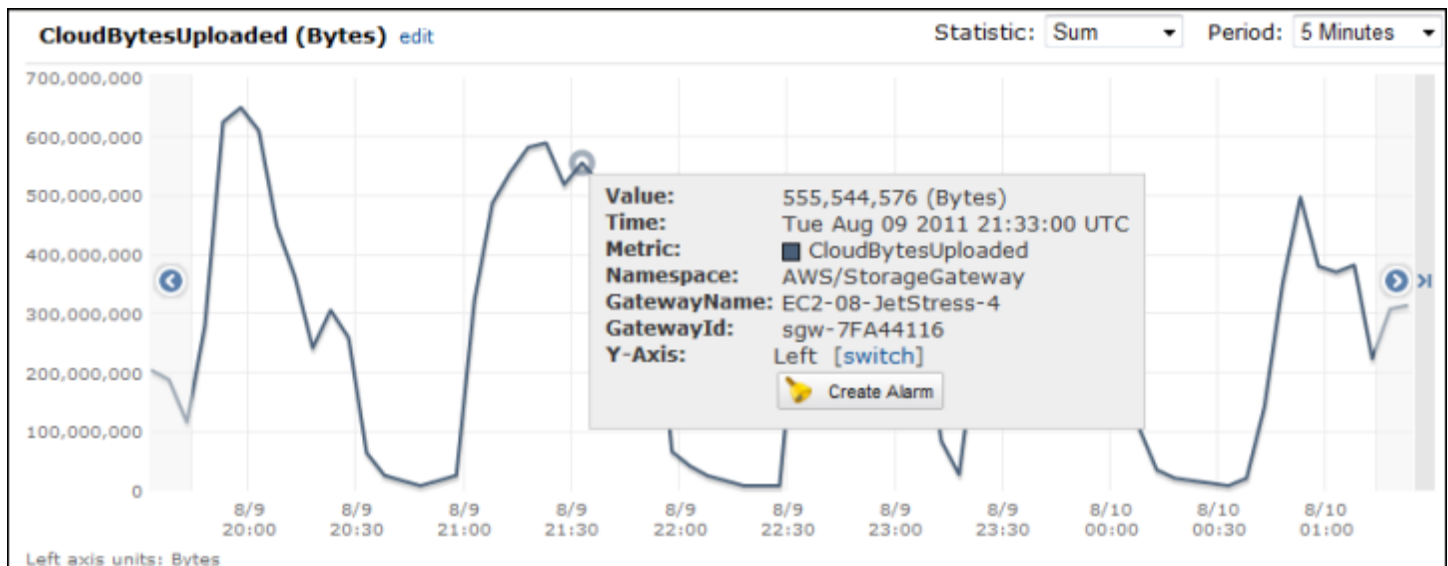 CloudBytesUploaded (Bytes) edit Statistic: Sum Period: 5 Minutes
700,000,000
600,000,000
500,000,000
400,000,000
300,000,000
200,000,000
100,000,000
0
Value: 555,544,576 (Bytes)
Time: Tue Aug 09 2011 21:33:00 UTC
Metric: CloudBytesUploaded
Namespace: AWS/StorageGateway
GatewayName: EC2-08-JetStress-4
GatewayId: sgw-7FA44116
Y-Axis: Left [switch]
Create Alarm
8/9 8/9 8/9 8/9 8/9 8/9 8/9 8/9 8/10 8/10 8/10
20:00 20:30 21:00 21:30 22:00 22:30 23:00 23:30 00:00 00:30 01:00
Left axis units: Bytes